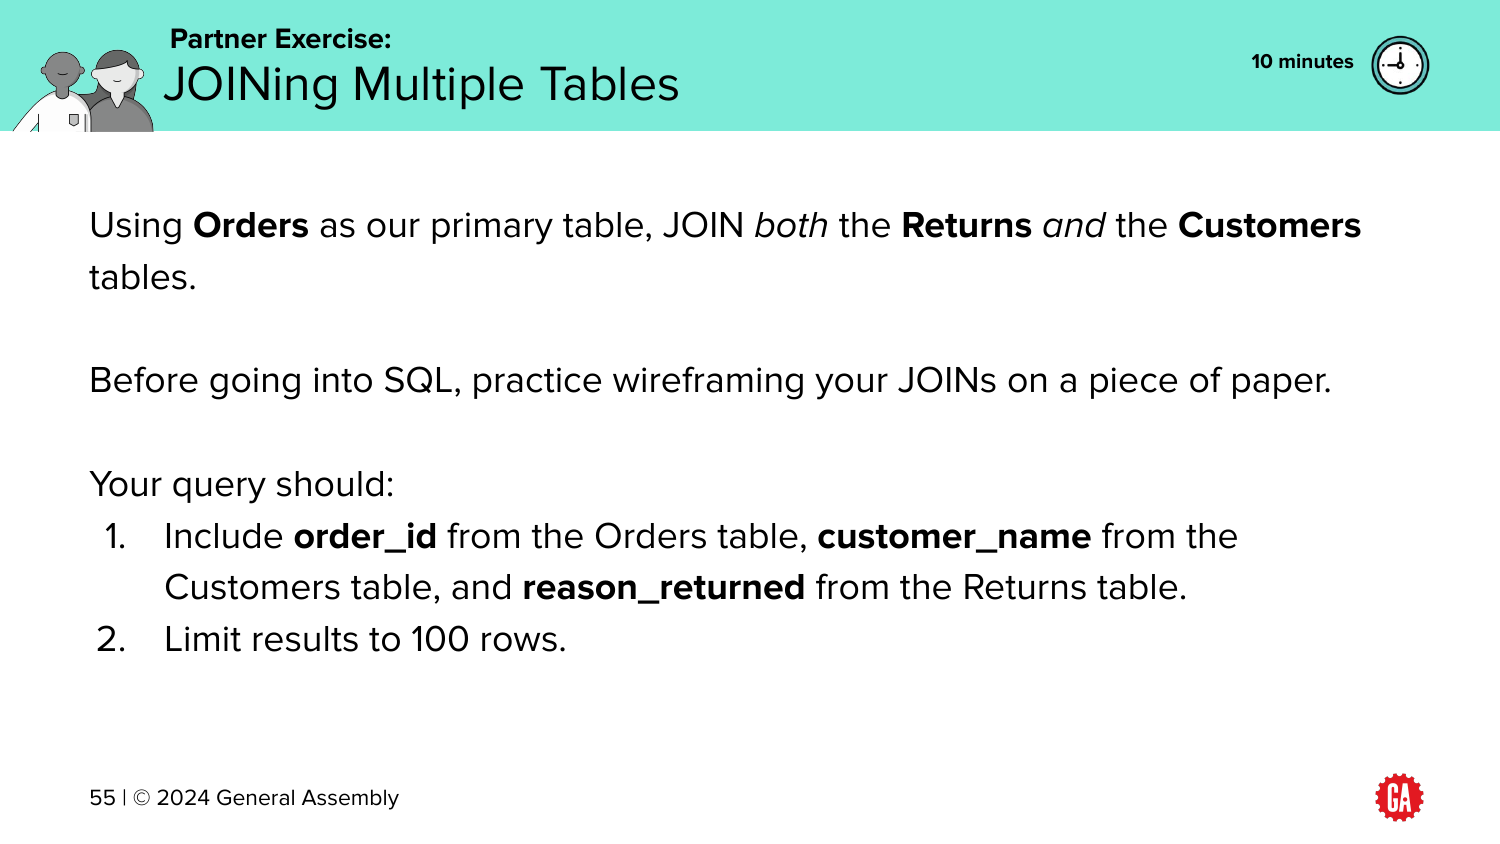 Partner Exercise:
JOINing Multiple Tables
10 minutes
Using Orders as our primary table, JOIN both the Returns and the Customers
tables.
Before going into SQL, practice wireframing your JOINs on a piece of paper.
Your query should:
1. Include order_id from the Orders table, customer_name from the
Customers table, and reason_returned from the Returns table.
2. Limit results to 100 rows.
55 | © 2024 General Assembly
GA